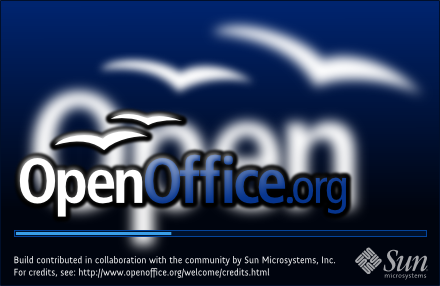 Open
OpenOffice.org
Build contributed in collaboration with the community by Sun Microsystems, Inc.
For credits, see: http://www.openoffice.org/welcome/credits.html
Sun
microsystems